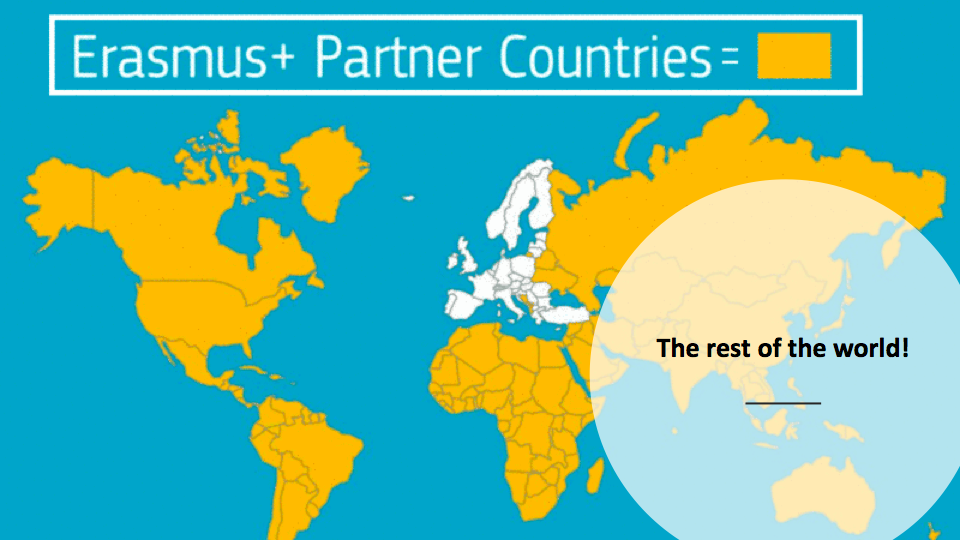 Erasmus+ Partner Countries =
The rest of the world!